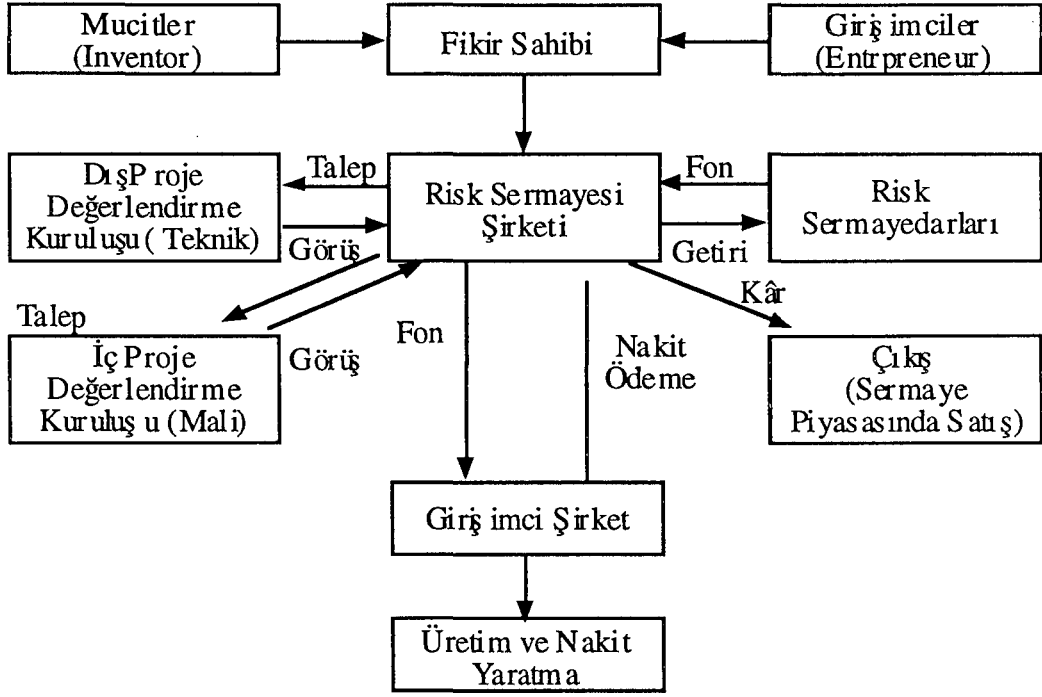 Mucitler
(Inventor)
Fikir Sahibi
Girişimciler
(Entrpreneur)
Talep
Fon
Dış Proje
Değerlendirme
Kuruluşu ( Teknik)
Risk Sermayesi
Şirketi
Risk
Sermayedarları
Görüş
Getiri
Talep
Fon
Kâr
İç Proje
Değerlendirme
Kuruluşu (Mali)
Görüş
Nakit
Ödeme
Çıkış
(Sermaye
Piyasasında Satış)
Girişimci Şirket
Üretim ve Nakit
Yaratma